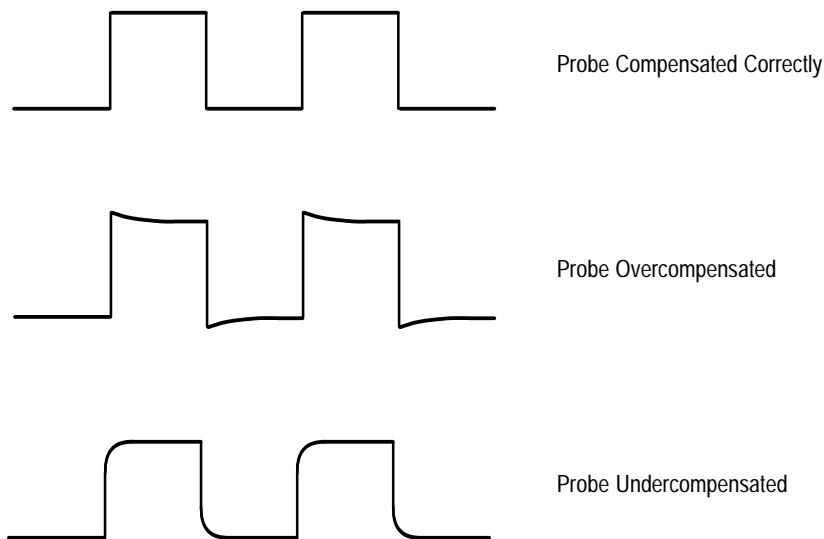 Probe Compensated Correctly
Probe Overcompensated
Probe Undercompensated